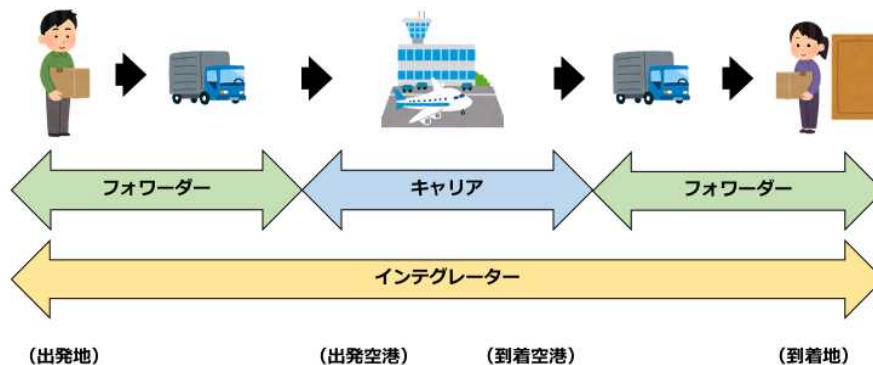 フォワーダー
キャリア
フォワーダー
インテグレーター
（出発地）
（出発空港）
（到着空港）
（到着地）